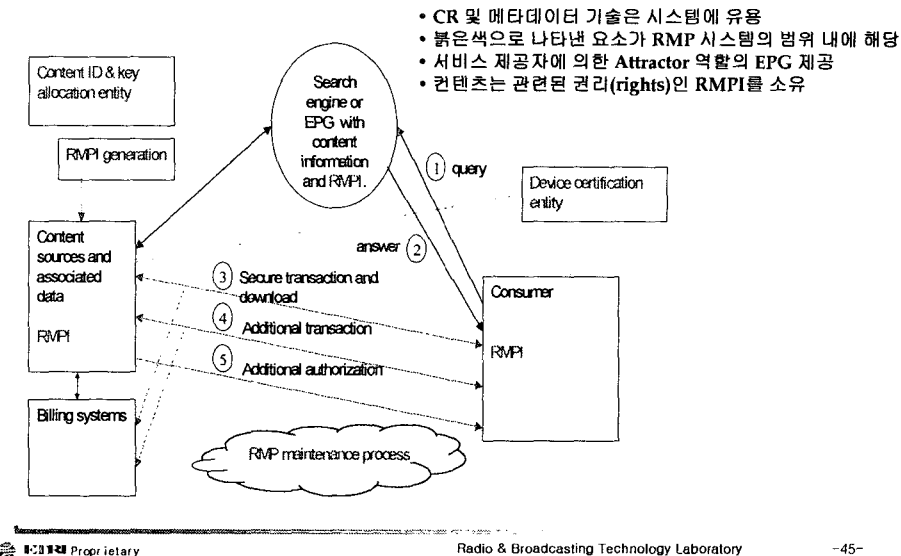 • CR 및 메타데이터 기술은 시스템에 유용
• 붉은색으로 나타낸 요소가 RMP 시스템의 범위 내에 해당
• 서비스 제공자에 의한 Attractor 역할의 EPG 제공
• 컨텐츠는 관련된 권리(rights)인 RMPI를 소유
Content ID & key
allocation entity
RMPI generation
Search
engine or
EPG with
content
information
and RMPI.
1 query
Device certification
entity
answer 2
Content
sources and
associated
data
RMPI
3 Secure transaction and
download
4 Additional transaction
5 Additional authorization
Consumer
RMPI
Billing systems
RMP maintenance process
ETRI Proprietary
Radio & Broadcasting Technology Laboratory
-45-